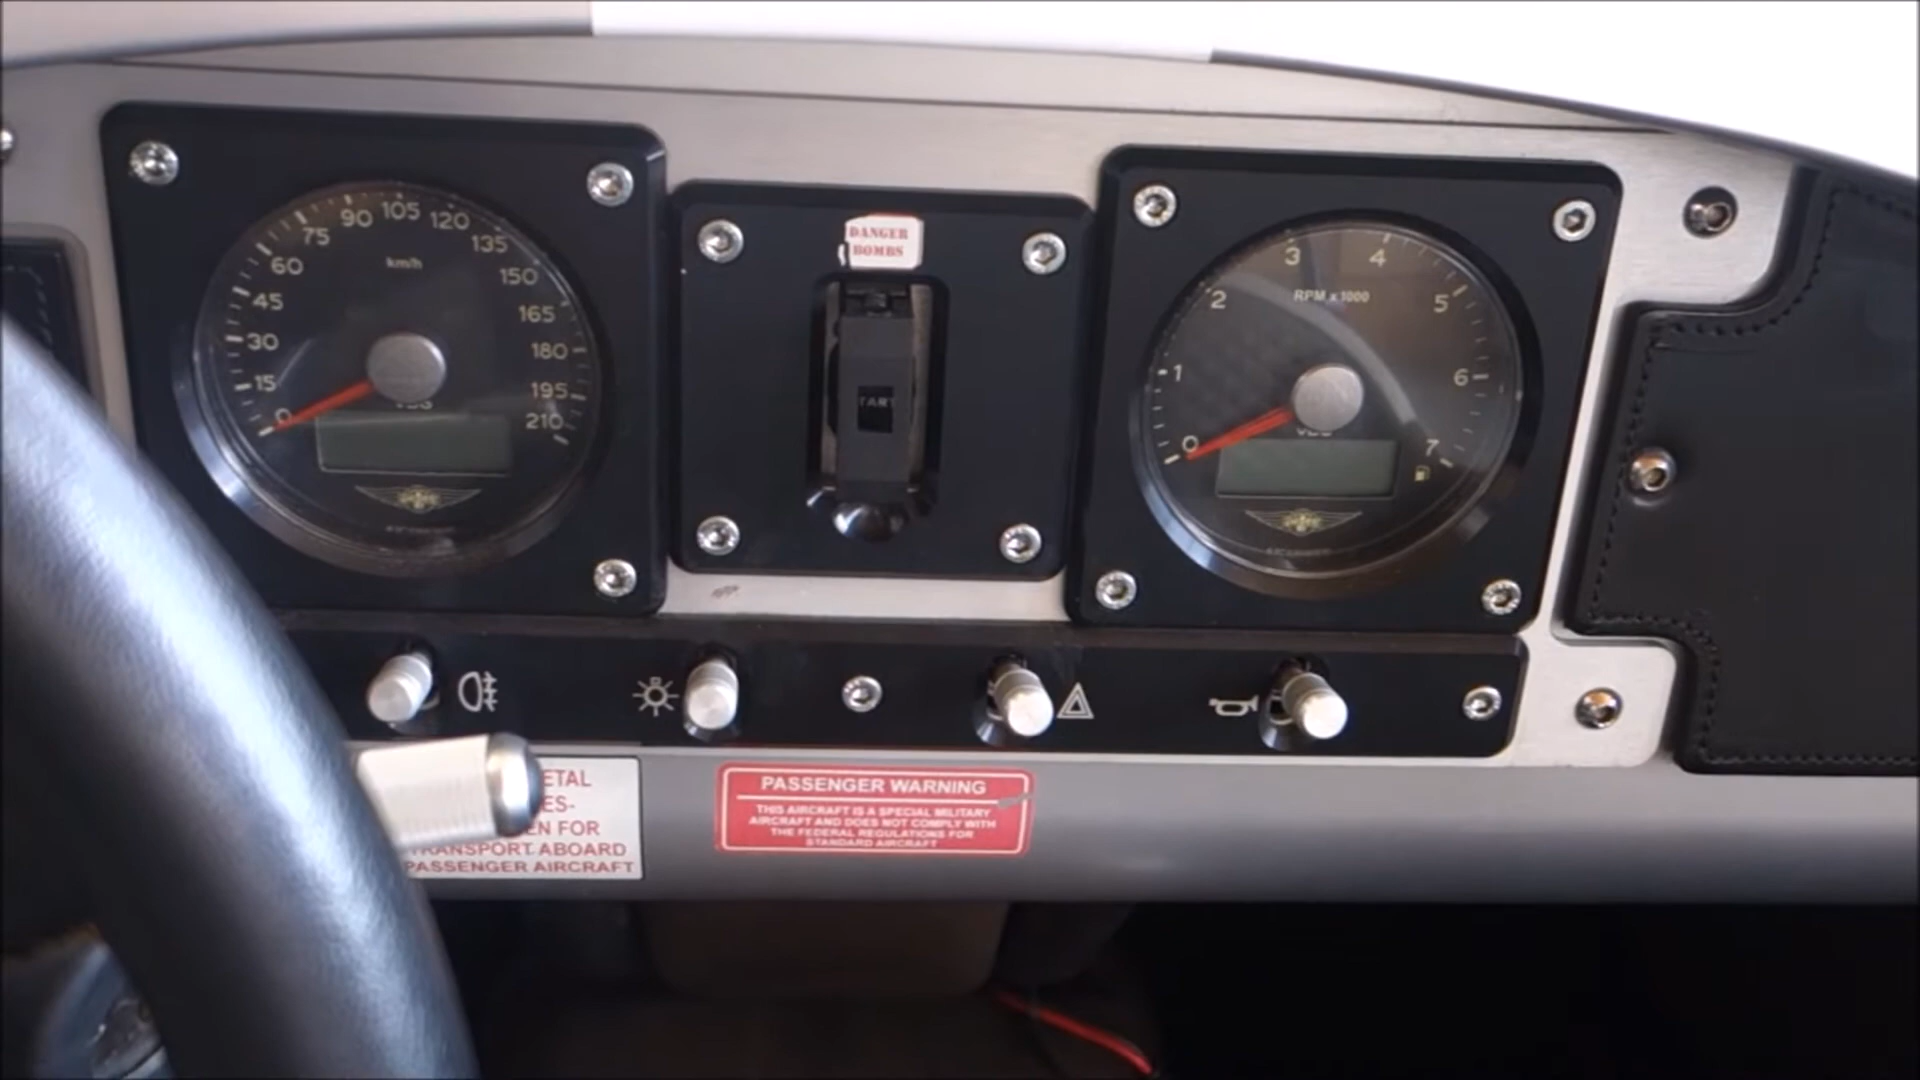 0
15
30
45
60
75
90
105
120
135
150
165
180
195
210
km/h
DANGER
BOMBS
TART
0
1
2
3
4
5
6
7
RPM x 1000
ETAL
ES-
EN FOR
TRANSPORT ABOARD
PASSENGER AIRCRAFT
PASSENGER WARNING
THIS AIRCRAFT IS A SPECIAL MILITARY
AIRCRAFT AND DOES NOT COMPLY WITH
THE FEDERAL REGULATIONS FOR
STANDARD AIRCRAFT